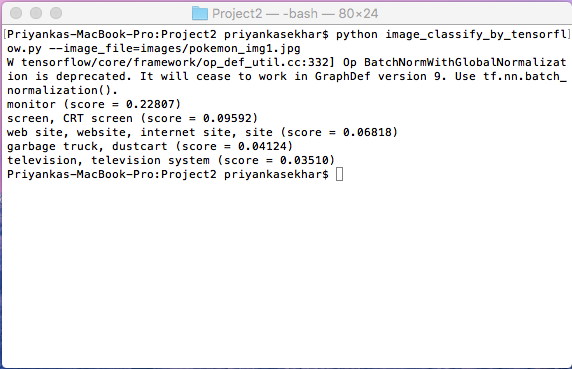 Project2 — -bash — 80×24
[Priyankas-MacBook-Pro:Project2 priyankasekhar$ python image_classify_by_tensorfl]
ow.py --image_file=images/pokemon_img1.jpg
W tensorflow/core/framework/op_def_util.cc:332] Op BatchNormWithGlobalNormalizat
ion is deprecated. It will cease to work in GraphDef version 9. Use tf.nn.batch_
normalization().
monitor (score = 0.22807)
screen, CRT screen (score = 0.09592)
web site, website, internet site, site (score = 0.06818)
garbage truck, dustcart (score = 0.04124)
television, television system (score = 0.03510)
Priyankas-MacBook-Pro:Project2 priyankasekhar$